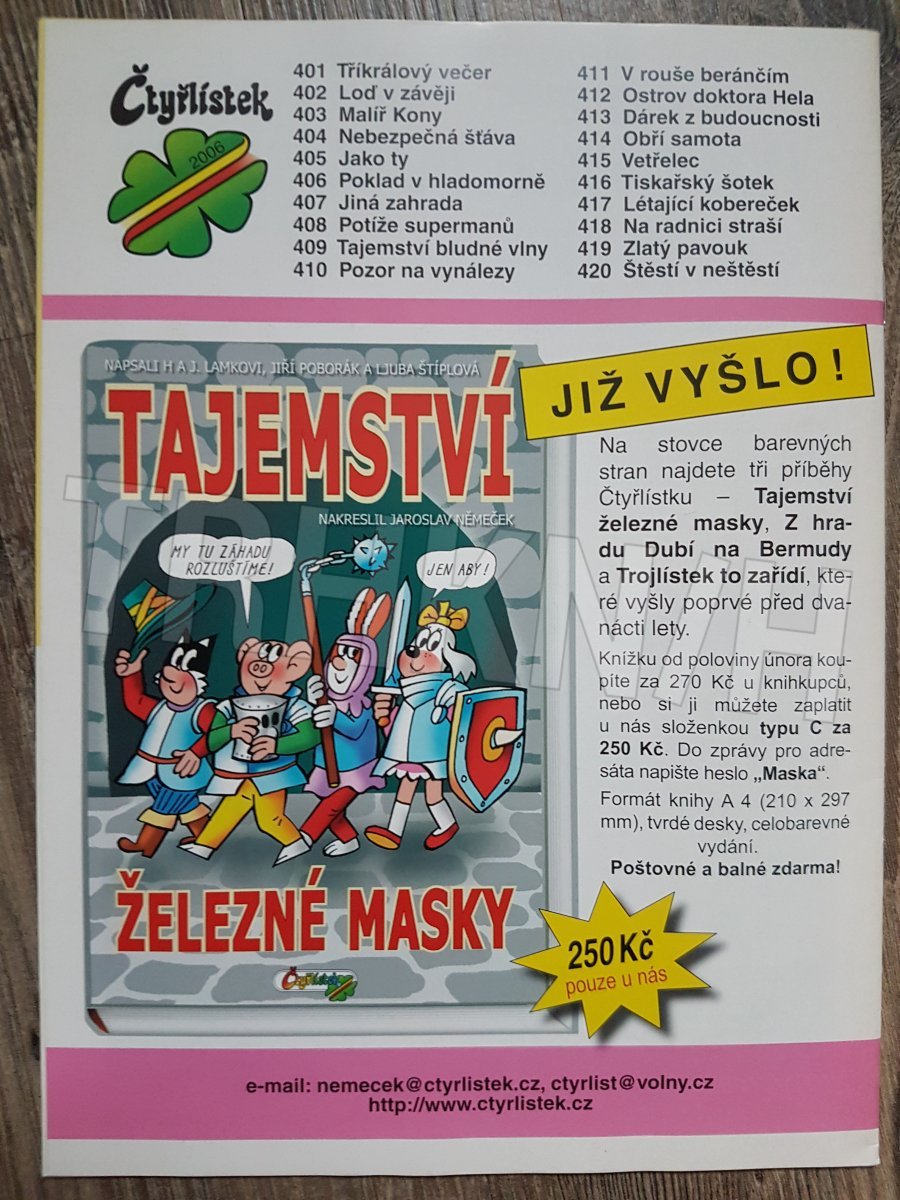 Čtyřlístek
2006
401 Tříkrálový večer
402 Loď v závěji
403 Malíř Kony
404 Nebezpečná šťáva
405 Jako ty
406 Poklad v hladomorně
407 Jiná zahrada
408 Potíže supermanů
409 Tajemství bludné vlny
410 Pozor na vynálezy
411 V rouše beránčím
412 Ostrov doktora Hela
413 Dárek z budoucnosti
414 Obří samota
415 Vetřelec
416 Tiskařský šotek
417 Létající kobereček
418 Na radnici straší
419 Zlatý pavouk
420 Štěstí v neštěstí
NAPSALI H A J. LAMKOVI, JIŘÍ POBORÁK A LJUBA ŠTÍPLOVÁ
TAJEMSTVÍ
NAKRESLIL JAROSLAV NĚMEČEK
MY TU ZÁHADU
ROZLUŠTÍME!
JEN ABY!
ŽELEZNÉ MASKY
Čtyřlístek
JIŽ VYŠLO!
Na stovce barevných
stran najdete tři příběhy
Čtyřlístku – Tajemství
železné masky, Z hra-
du Dubí na Bermudy
a Trojlístek to zařídí, kte-
ré vyšly poprvé před dva-
nácti lety.
Knížku od poloviny února kou-
píte za 270 Kč u knihkupců,
nebo si ji můžete zaplatit
u nás složenkou typu C za
250 Kč. Do zprávy pro adre-
sáta napište heslo „Maska“.
Formát knihy A 4 (210 x 297
mm), tvrdé desky, celobarevné
vydání.
Poštovné a balné zdarma!
250 Kč
pouze u nás
e-mail: nemecek@ctyrlistek.cz, ctyrlist@volny.cz
http://www.ctyrlistek.cz